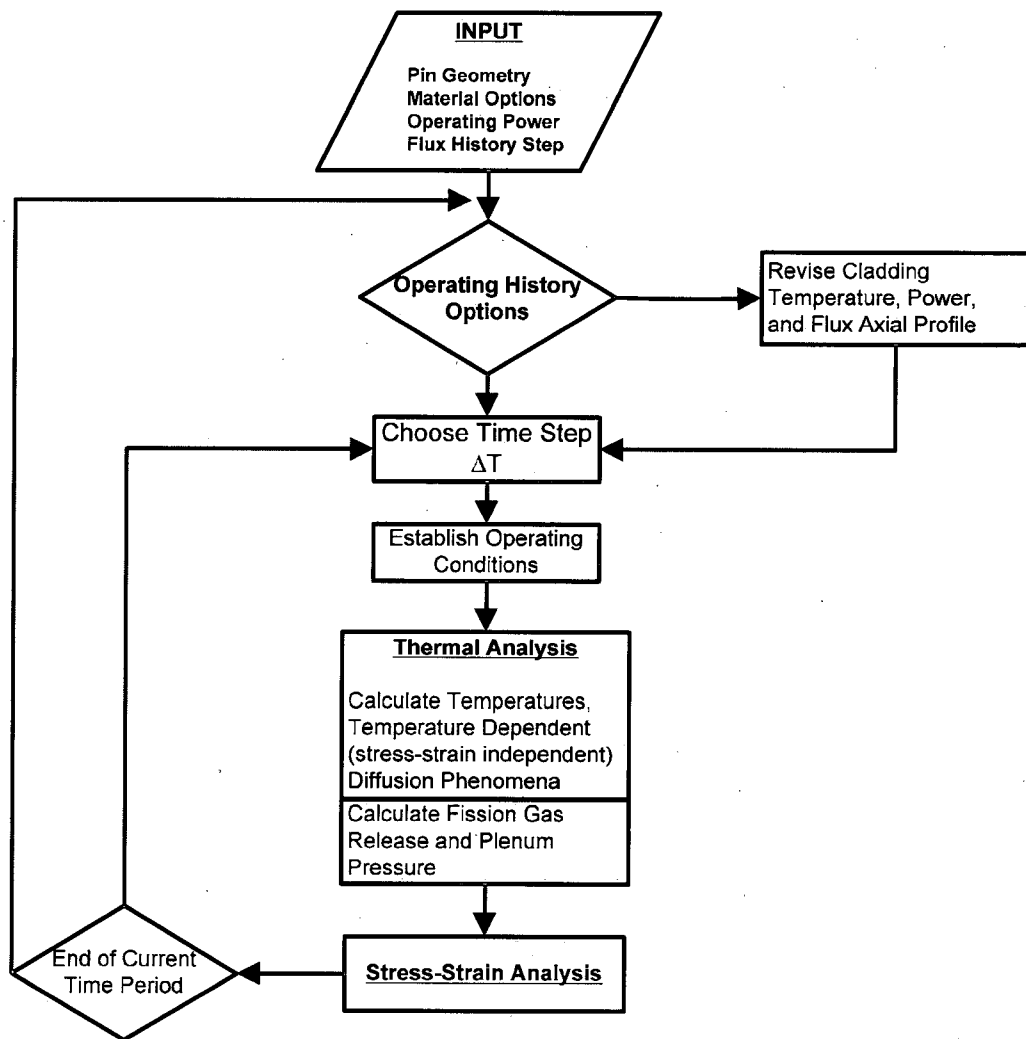 INPUT
Pin Geometry
Material Options
Operating Power
Flux History Step
Operating History
Options
Revise Cladding
Temperature, Power,
and Flux Axial Profile
Choose Time Step
ΔT
Establish Operating
Conditions
Thermal Analysis
Calculate Temperatures,
Temperature Dependent
(stress-strain independent)
Diffusion Phenomena
Calculate Fission Gas
Release and Plenum
Pressure
Stress-Strain Analysis
End of Current
Time Period